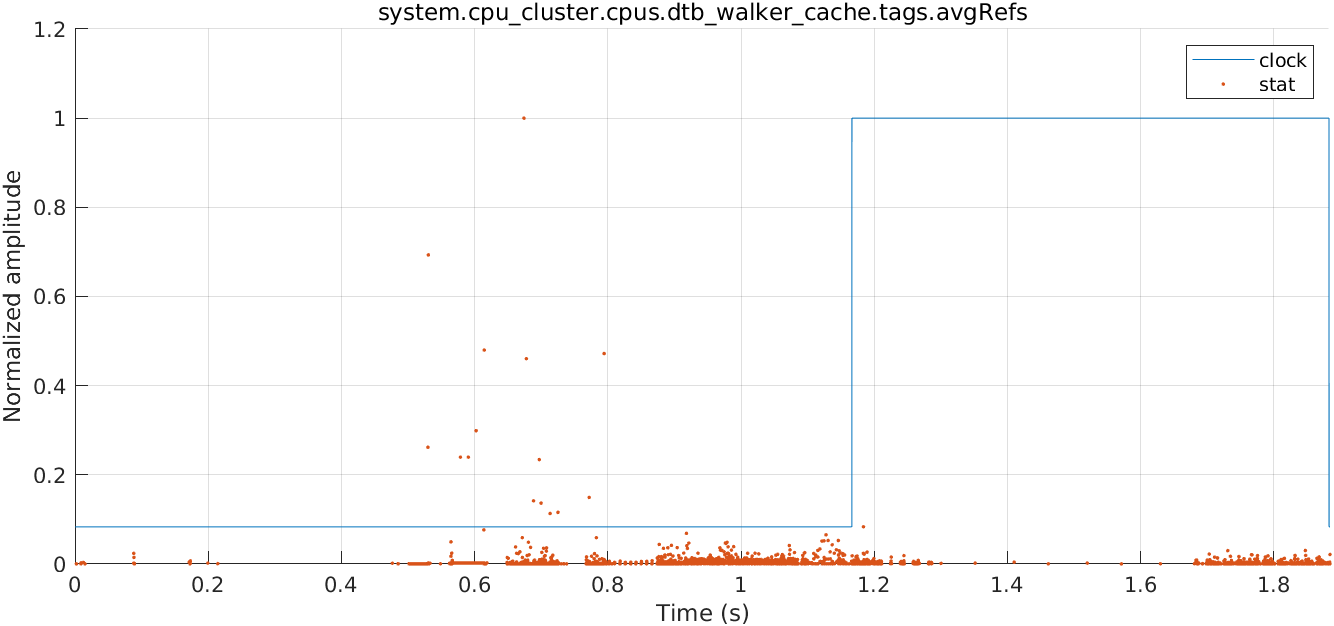 system.cpu_cluster.cpus.dtb_walker_cache.tags.avgRefs
1.2
clock
stat
1
0.8
0.6
0.4
0.2
0
Normalized amplitude
0 0.2 0.4 0.6 0.8 1 1.2 1.4 1.6 1.8
Time (s)